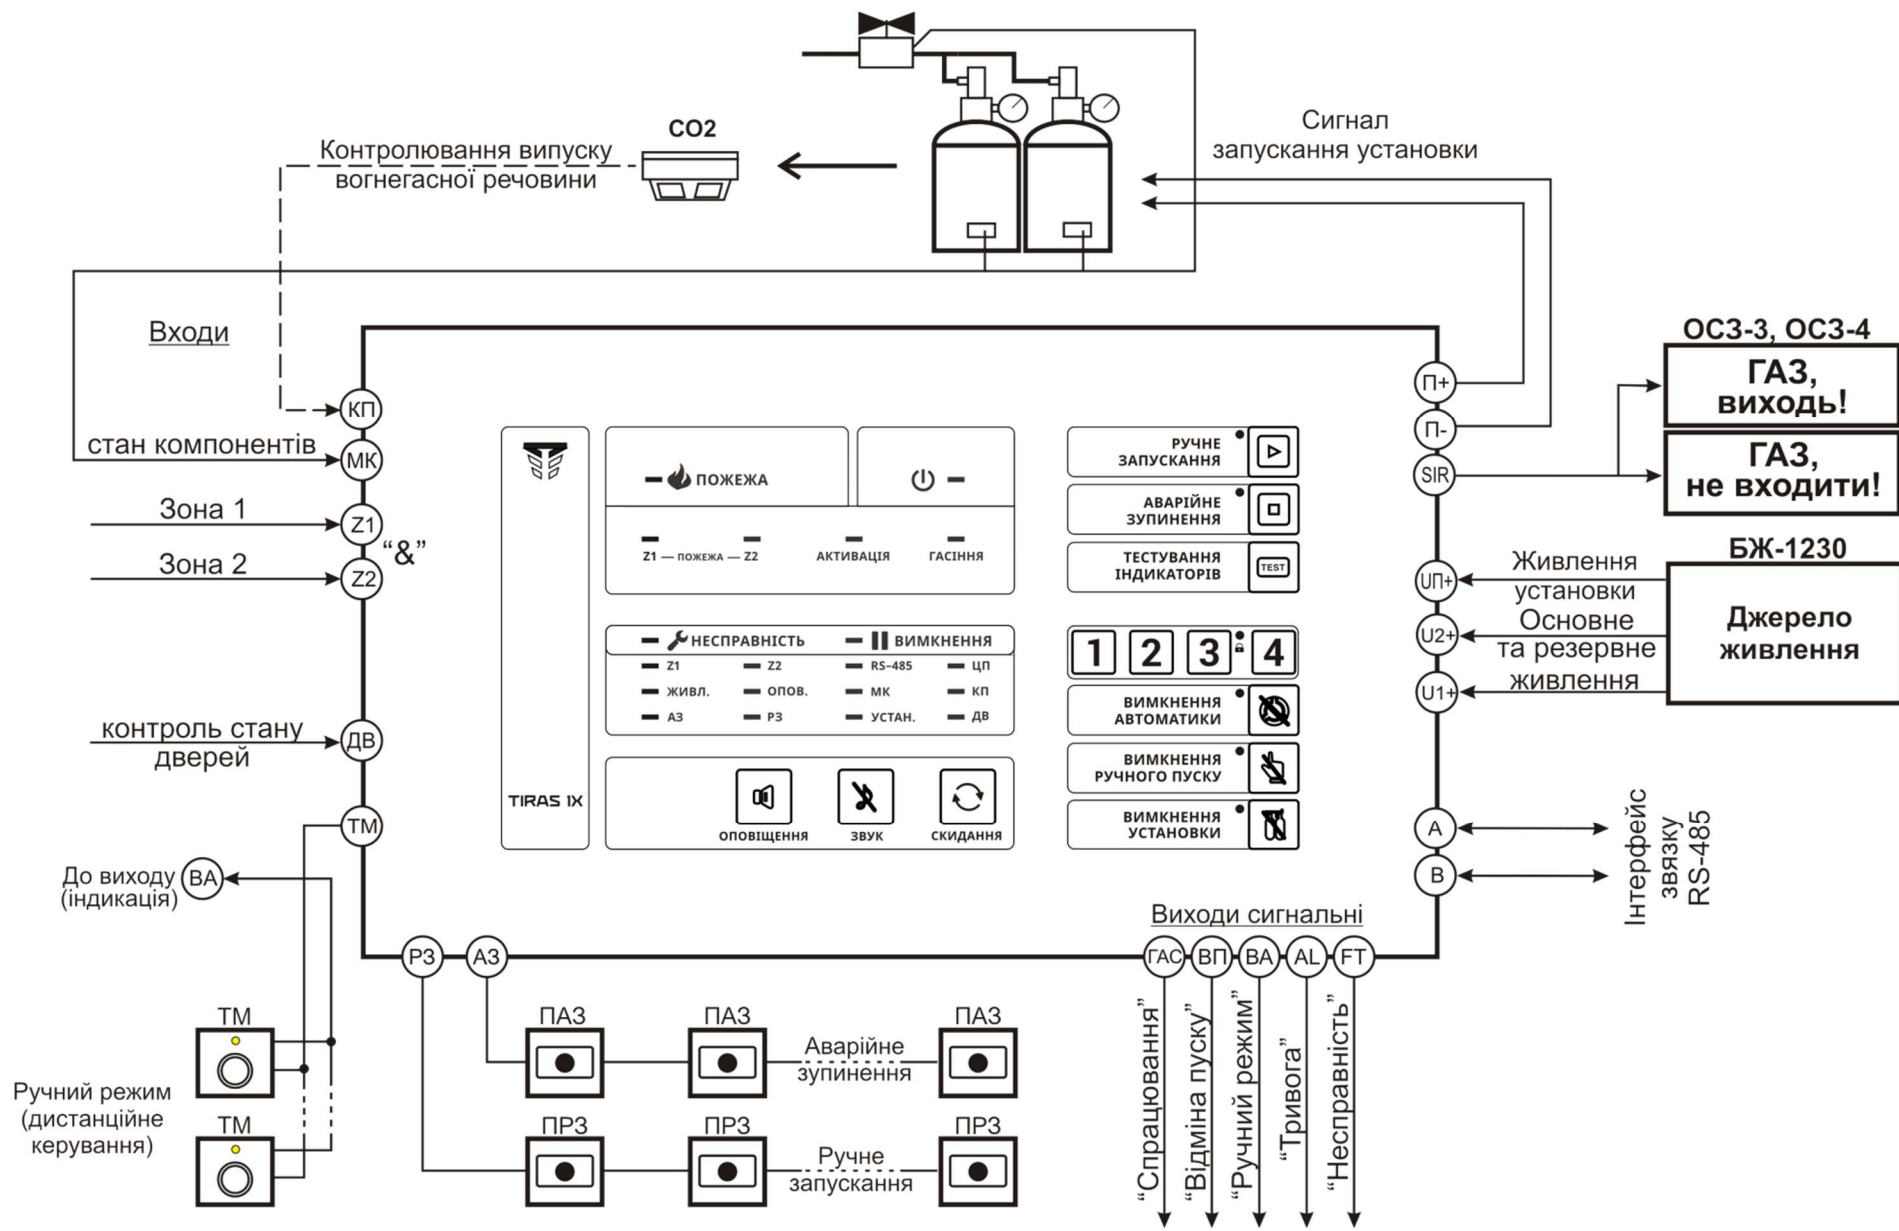 CO2
Контролювання випуску
вогнегасної речовини
Сигнал
запускання установки
Входи
КП
стан компонентів
МК
Зона 1
Z1
"&"
Зона 2
Z2
контроль стану
дверей
ДВ
ТМ
До виходу
(індикація)
ВА
ПОЖЕЖА
Z1 — ПОЖЕЖА — Z2
АКТИВАЦІЯ
ГАСІННЯ
НЕСПРАВНІСТЬ
ВИМКНЕННЯ
Z1
Z2
RS-485
ЦП
ЖИВЛ.
ОПОВ.
МК
КП
АЗ
РЗ
УСТАН.
ДВ
TIRAS 1X
ОПОВІЩЕННЯ
ЗВУК
СКИДАННЯ
РУЧНЕ
ЗАПУСКАННЯ
АВАРІЙНЕ
ЗУПИНЕННЯ
ТЕСТУВАННЯ
ІНДИКАТОРІВ
TEST
1 2 3 4
ВИМКНЕННЯ
АВТОМАТИКИ
ВИМКНЕННЯ
РУЧНОГО ПУСКУ
ВИМКНЕННЯ
УСТАНОВКИ
П+
П-
SIR
ОСЗ-3, ОСЗ-4
ГАЗ,
виходь!
ГАЗ,
не входити!
БЖ-1230
Джерело
живлення
UП+
Живлення
установки
U2+
Основне
та резервне
живлення
U1+
A
B
Інтерфейс
звязку
RS-485
Виходи сигнальні
ГАС
ВП
ВА
AL
FT
"Спрацювання"
"Відміна пуску"
"Ручний режим"
"Тривога"
"Несправність"
РЗ
АЗ
ПАЗ
ПАЗ
Аварійне
зупинення
ПАЗ
ПРЗ
ПРЗ
Ручне
запускання
ПРЗ
ТМ
Ручний режим
(дистанційне
керування)
ТМ